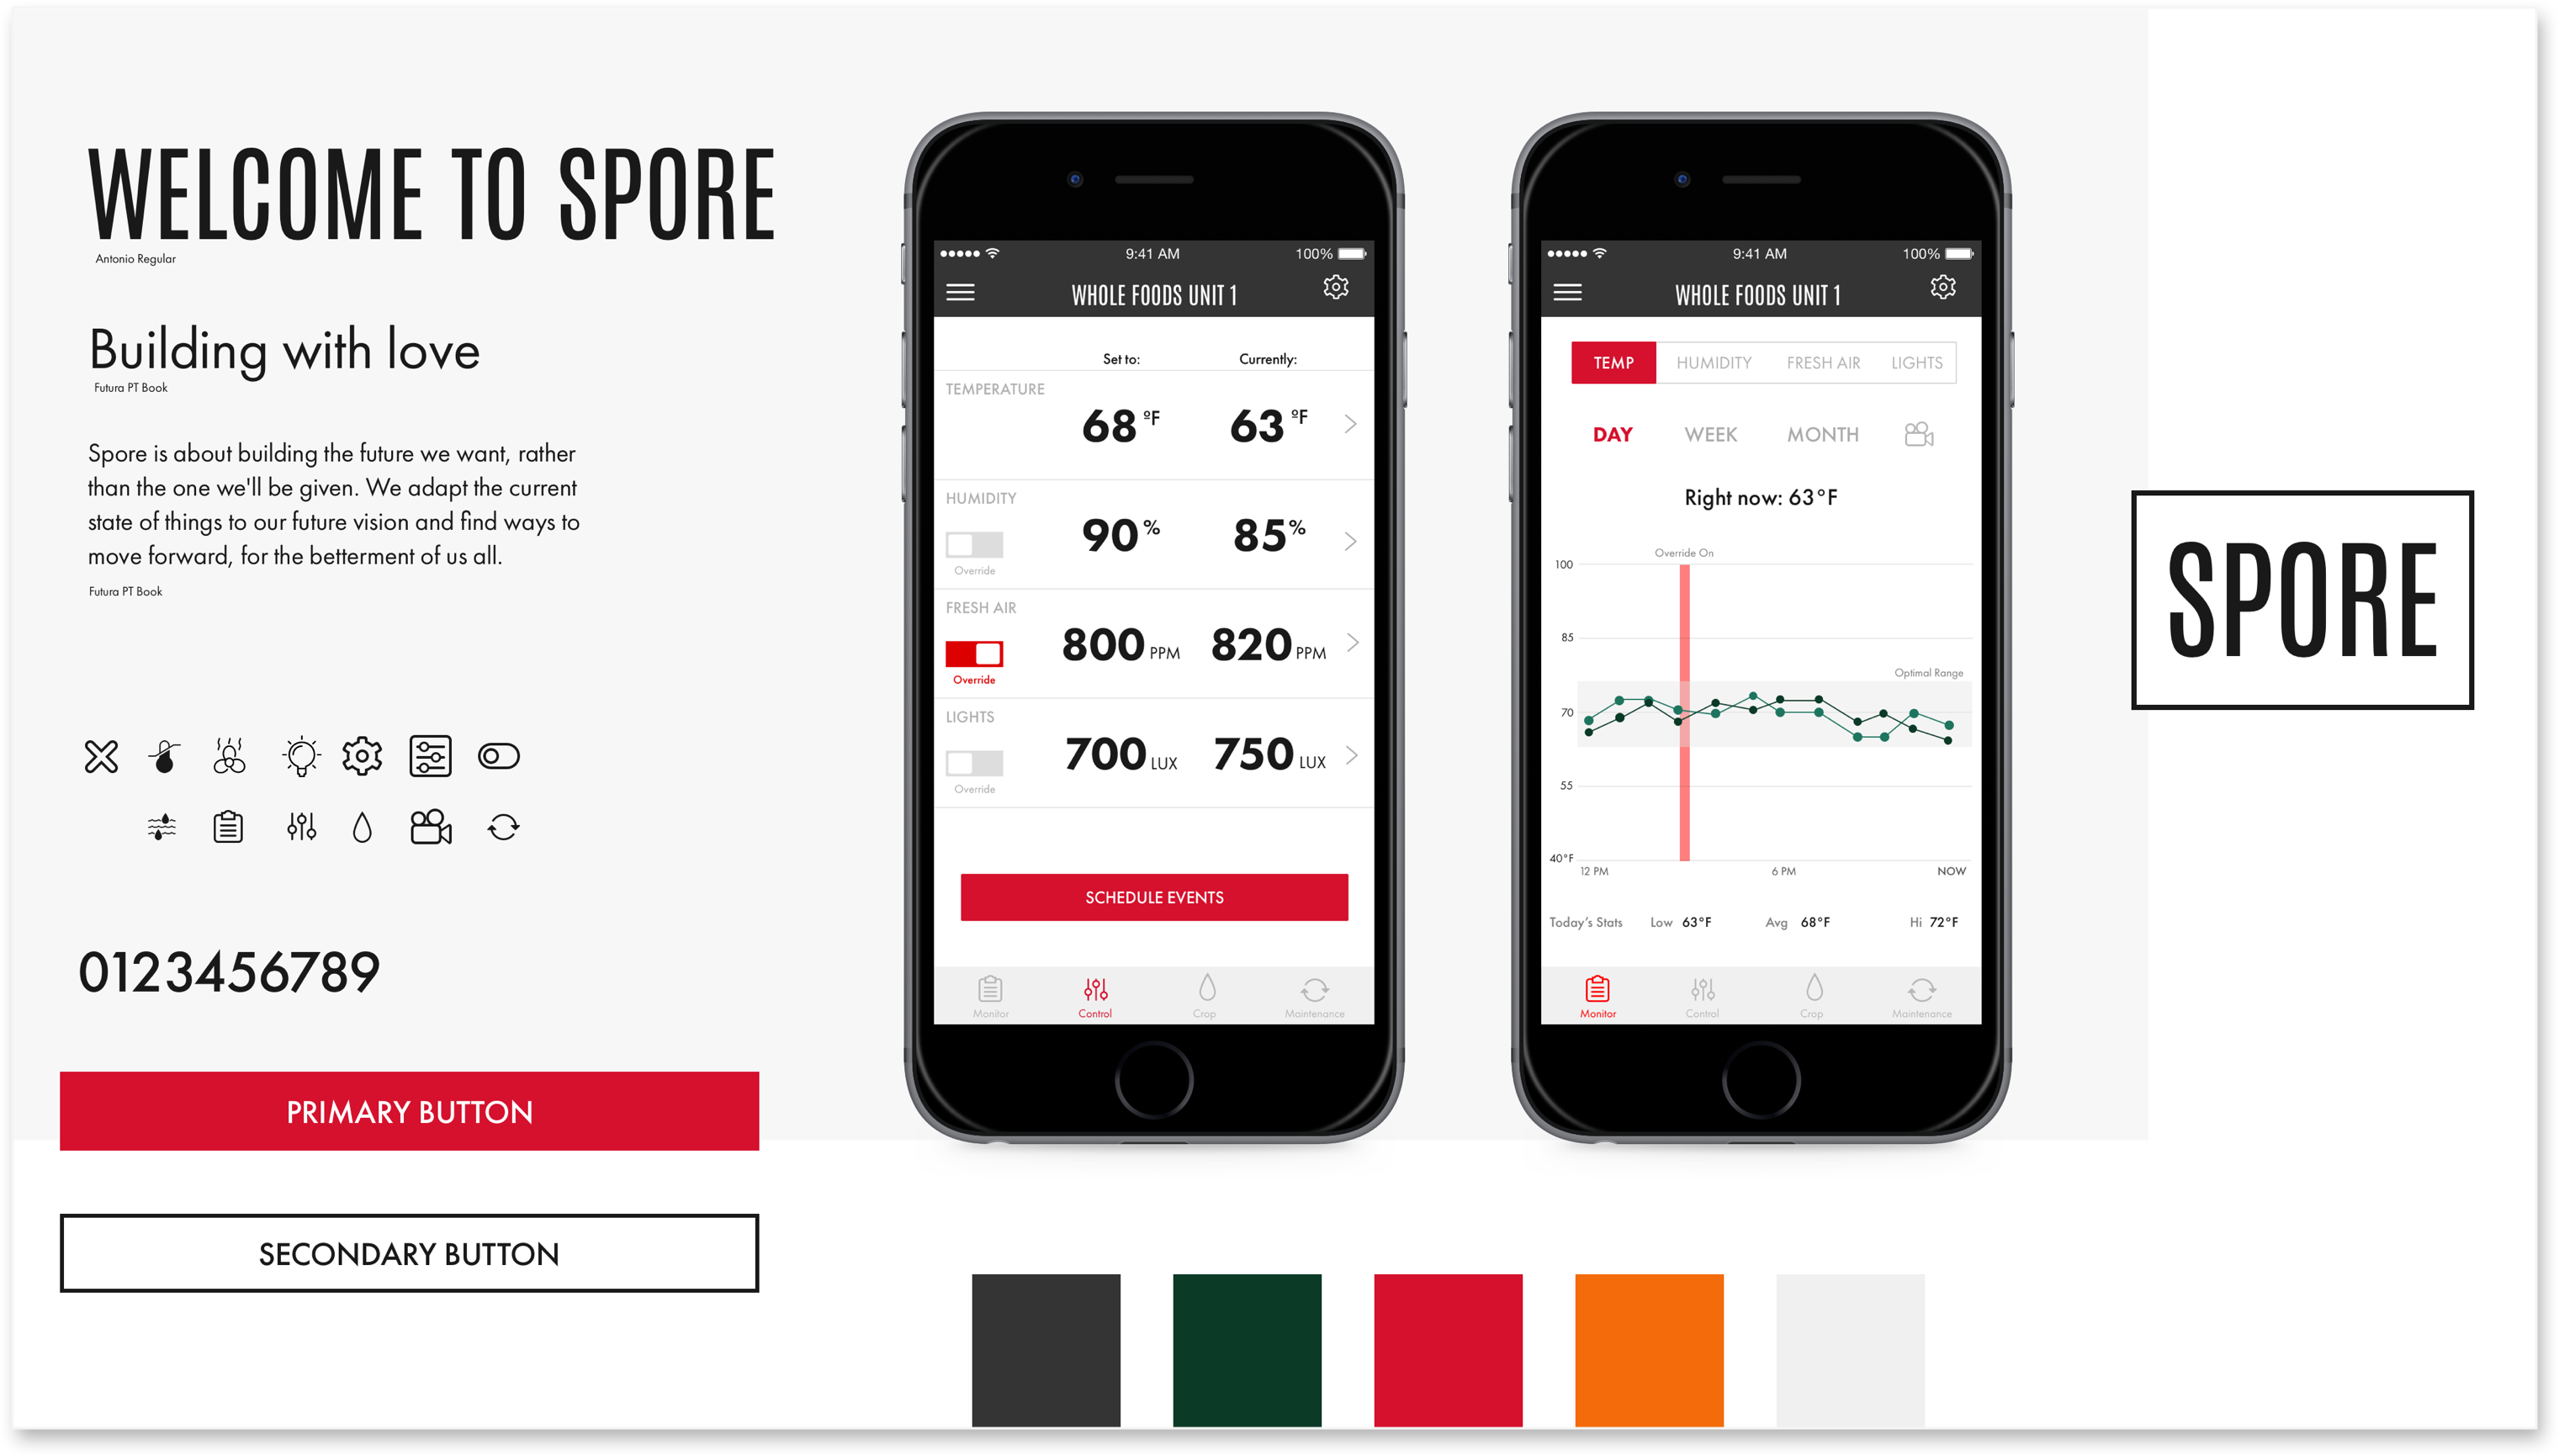 WELCOME TO SPORE
Antonio Regular
Building with love
Futura PT Book
Spore is about building the future we want, rather
than the one we'll be given. We adapt the current
state of things to our future vision and find ways to
move forward, for the betterment of us all.
Futura PT Book
0123456789
PRIMARY BUTTON
SECONDARY BUTTON
9:41 AM 100%
WHOLE FOODS UNIT 1
Set to: Currently:
TEMPERATURE
68 ºF 63 ºF
HUMIDITY
90 % 85 %
Override
FRESH AIR
800 PPM 820 PPM
Override
LIGHTS
700 LUX 750 LUX
Override
SCHEDULE EVENTS
Monitor Control Crop Maintenance
9:41 AM 100%
WHOLE FOODS UNIT 1
TEMP HUMIDITY FRESH AIR LIGHTS
DAY WEEK MONTH
Right now: 63°F
Override On
100
85
Optimal Range
70
55
40°F
12 PM 6 PM NOW
Today's Stats Low 63°F Avg 68°F Hi 72°F
Monitor Control Crop Maintenance
SPORE